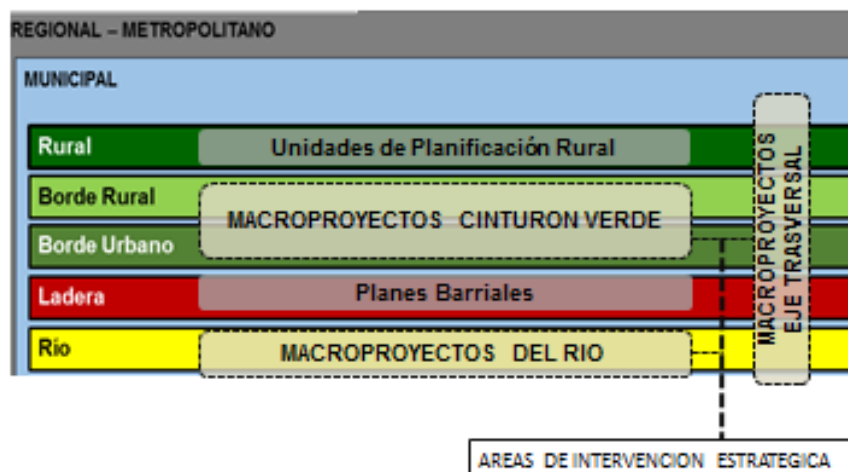 REGIONAL – METROPOLITANO
MUNICIPAL
Rural
Unidades de Planificación Rural
Borde Rural
MACROPROYECTOS CINTURON VERDE
Borde Urbano
Ladera
Planes Barriales
Río
MACROPROYECTOS DEL RIO
MACROPROYECTOS
EJE TRASVERSAL
AREAS DE INTERVENCION ESTRATEGICA